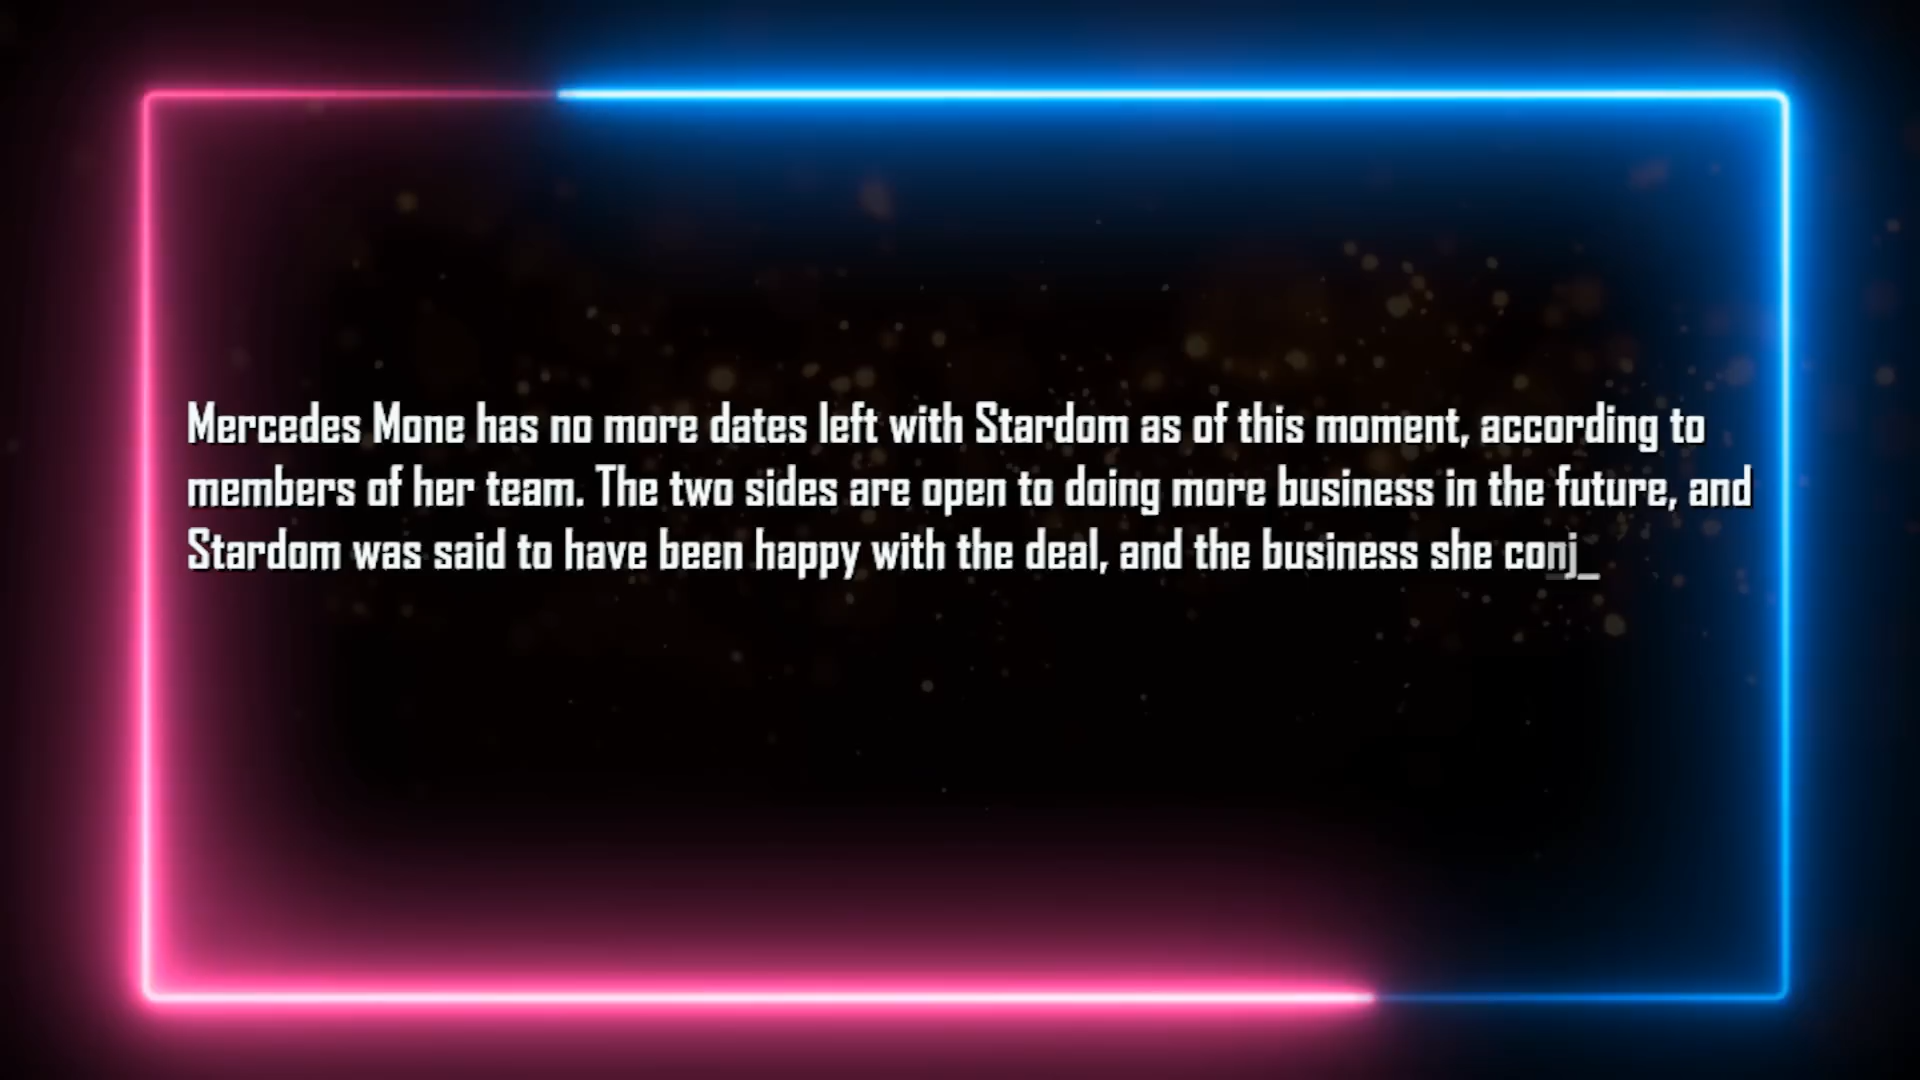 Mercedes Mone has no more dates left with Stardom as of this moment, according to
members of her team. The two sides are open to doing more business in the future, and
Stardom was said to have been happy with the deal, and the business she conj_